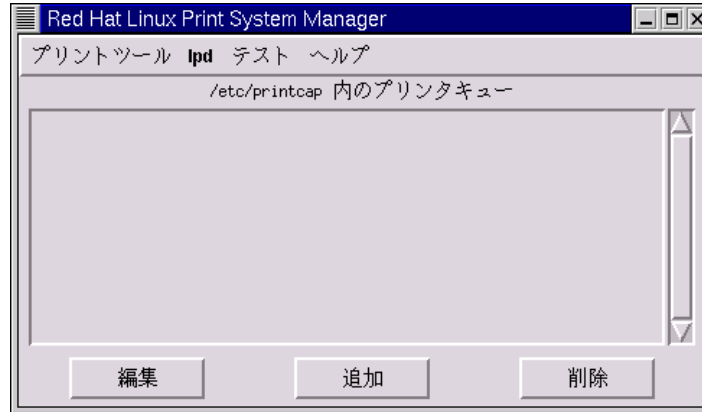 Red Hat Linux Print System Manager
プリントツール lpd テスト ヘルプ
/etc/printcap 内のプリンタキュー
編集 追加 削除